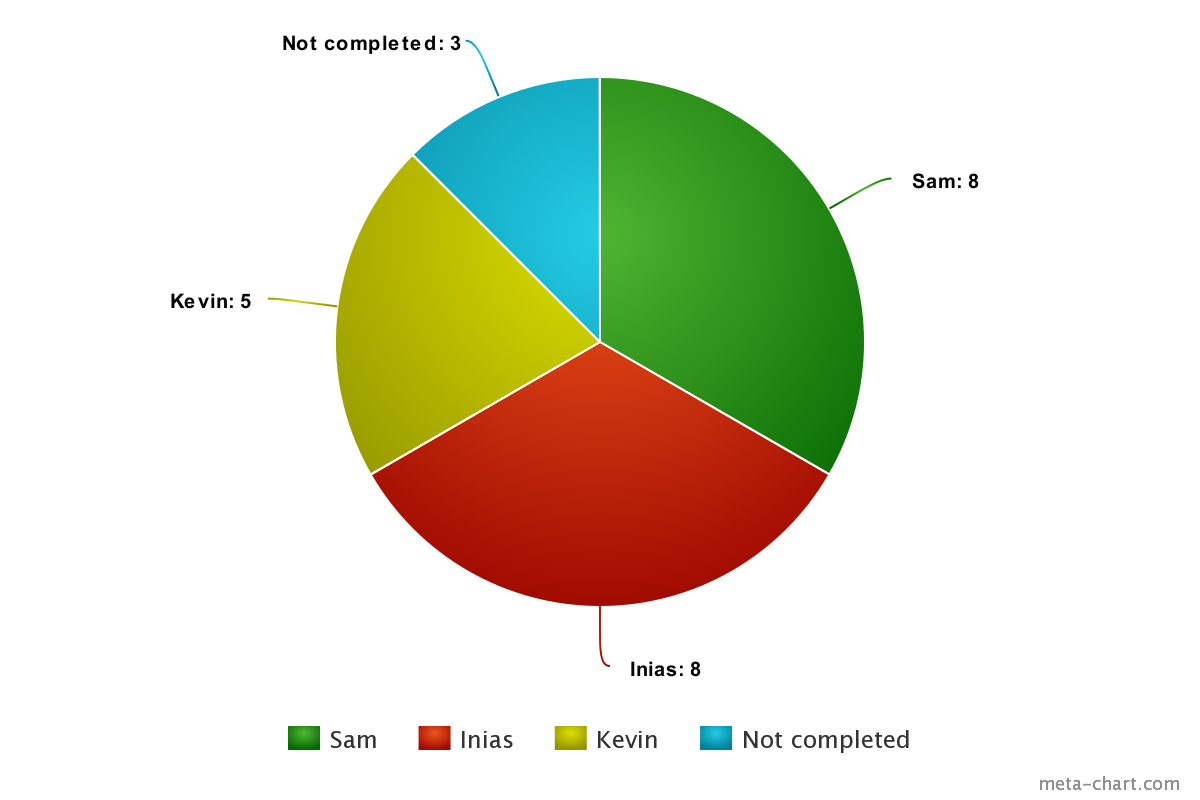 Not completed: 3
Sam: 8
Kevin: 5
Inias: 8
Sam
Inias
Kevin
Not completed
meta-chart.com